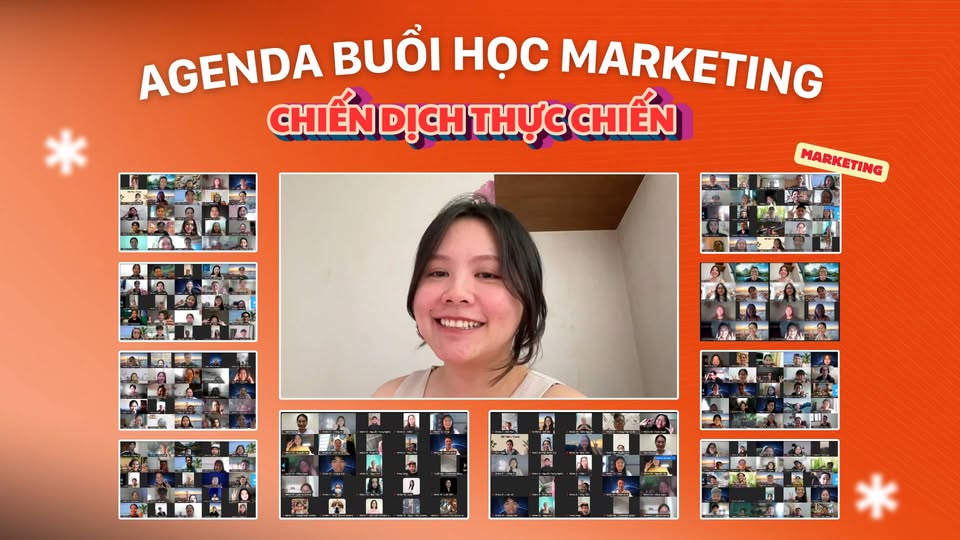 AGENDA BUỔI HỌC MARKETING
CHIẾN DỊCH THỰC CHIẾN
MARKETING